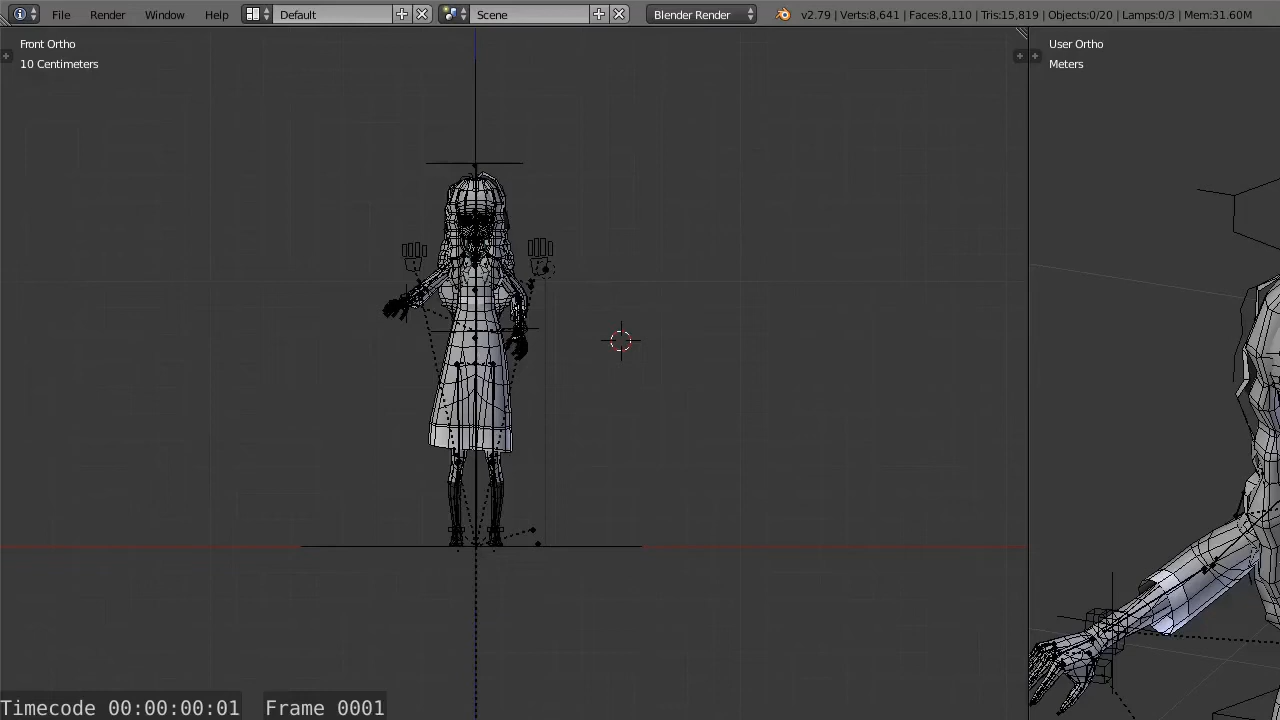 File Render Window Help Default Scene Blender Render v2.79 | Verts:8,641 | Faces:8,110 | Tris:15,819 | Objects:0/20 | Lamps:0/3 | Mem:31.60M
Front Ortho
10 Centimeters
User Ortho
Meters
Timecode 00:00:00:01 Frame 0001